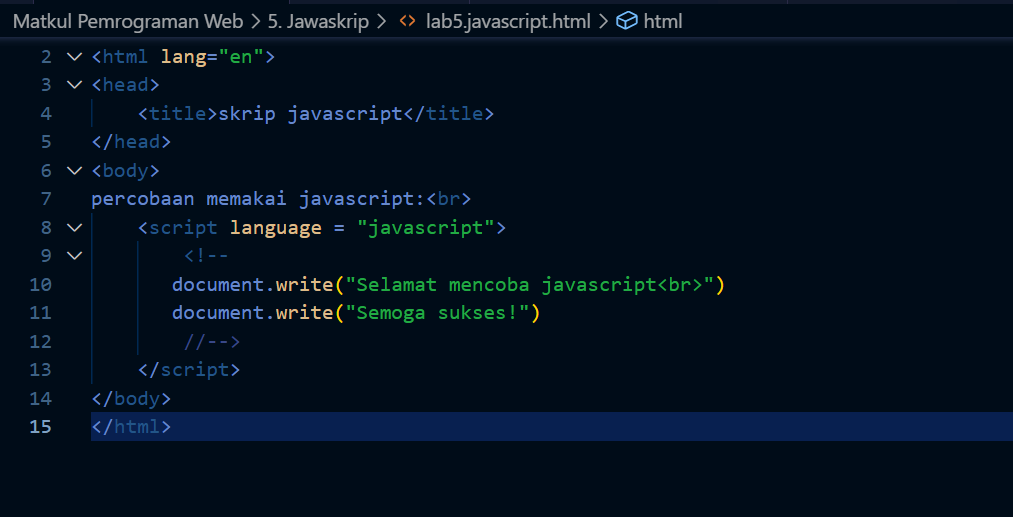 Matkul Pemrograman Web > 5. Jawaskrip > <> lab5.javascript.html > html
2 <html lang="en">
3 <head>
4 <title>skrip javascript</title>
5 </head>
6 <body>
7 percobaan memakai javascript:<br>
8 <script language = "javascript">
9 <!--
10 document.write("Selamat mencoba javascript<br>")
11 document.write("Semoga sukses!")
12 //-->
13 </script>
14 </body>
15 </html>